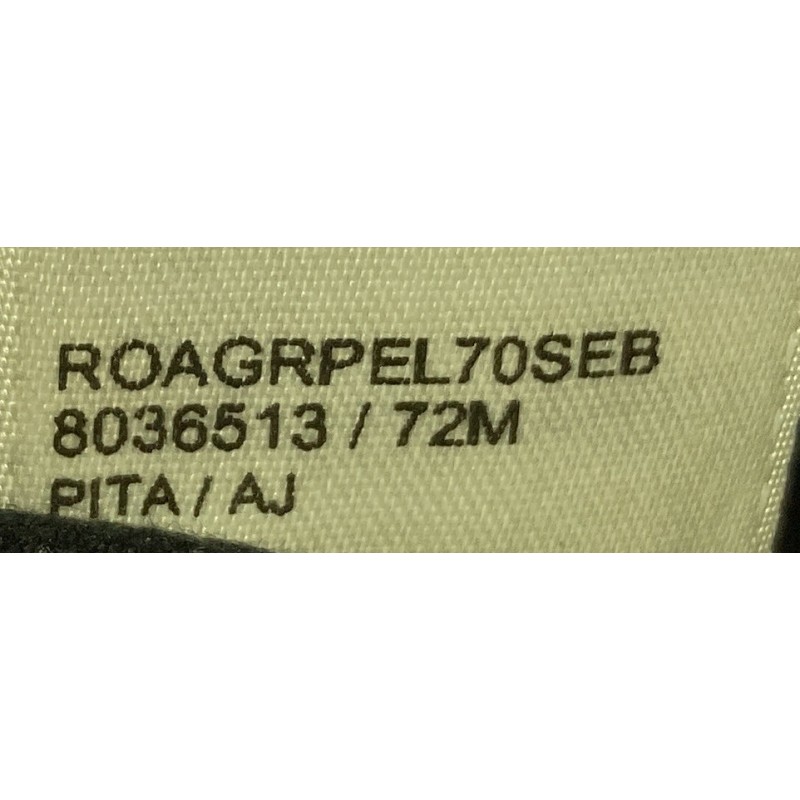 ROAGRPEL70SEB
8036513 / 72M
PITA / AJ